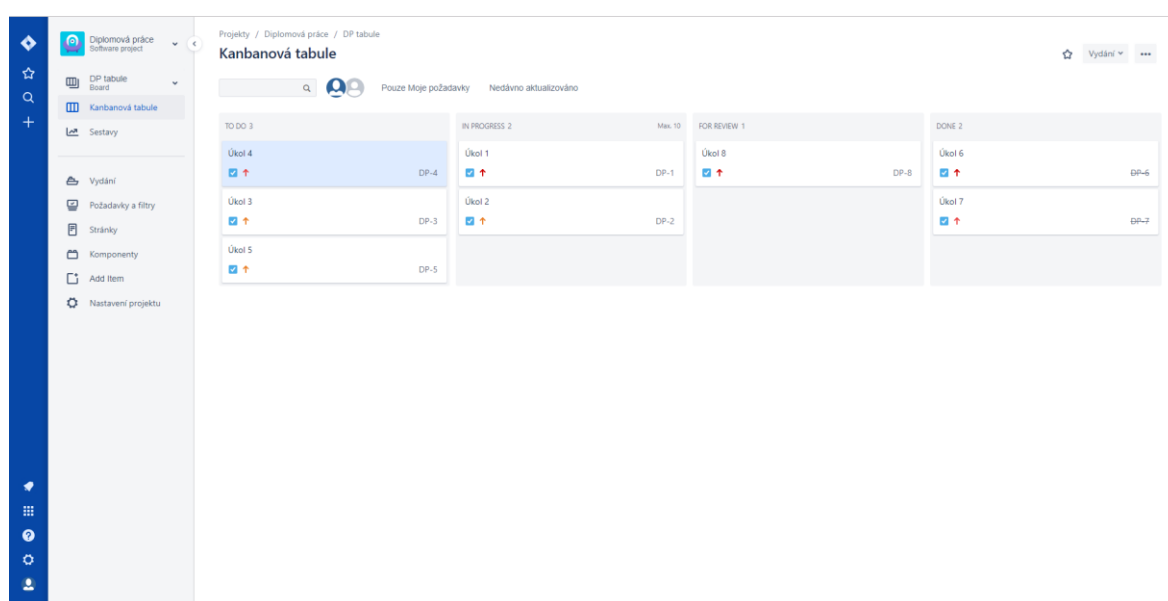 Diplomová práce
Software project
DP tabule
Board
Kanbanová tabule
Sestavy
Vydání
Požadavky a filtry
Stránky
Komponenty
Add Item
Nastavení projektu
Projekty / Diplomová práce / DP tabule
Kanbanová tabule
Vydání
Pouze Moje požadavky Nedávno aktualizováno
TO DO 3
Úkol 4
DP-4
Úkol 3
DP-3
Úkol 5
DP-5
IN PROGRESS 2 Max. 10
Úkol 1
DP-1
Úkol 2
DP-2
FOR REVIEW 1
Úkol 8
DP-8
DONE 2
Úkol 6
DP-6
Úkol 7
DP-7